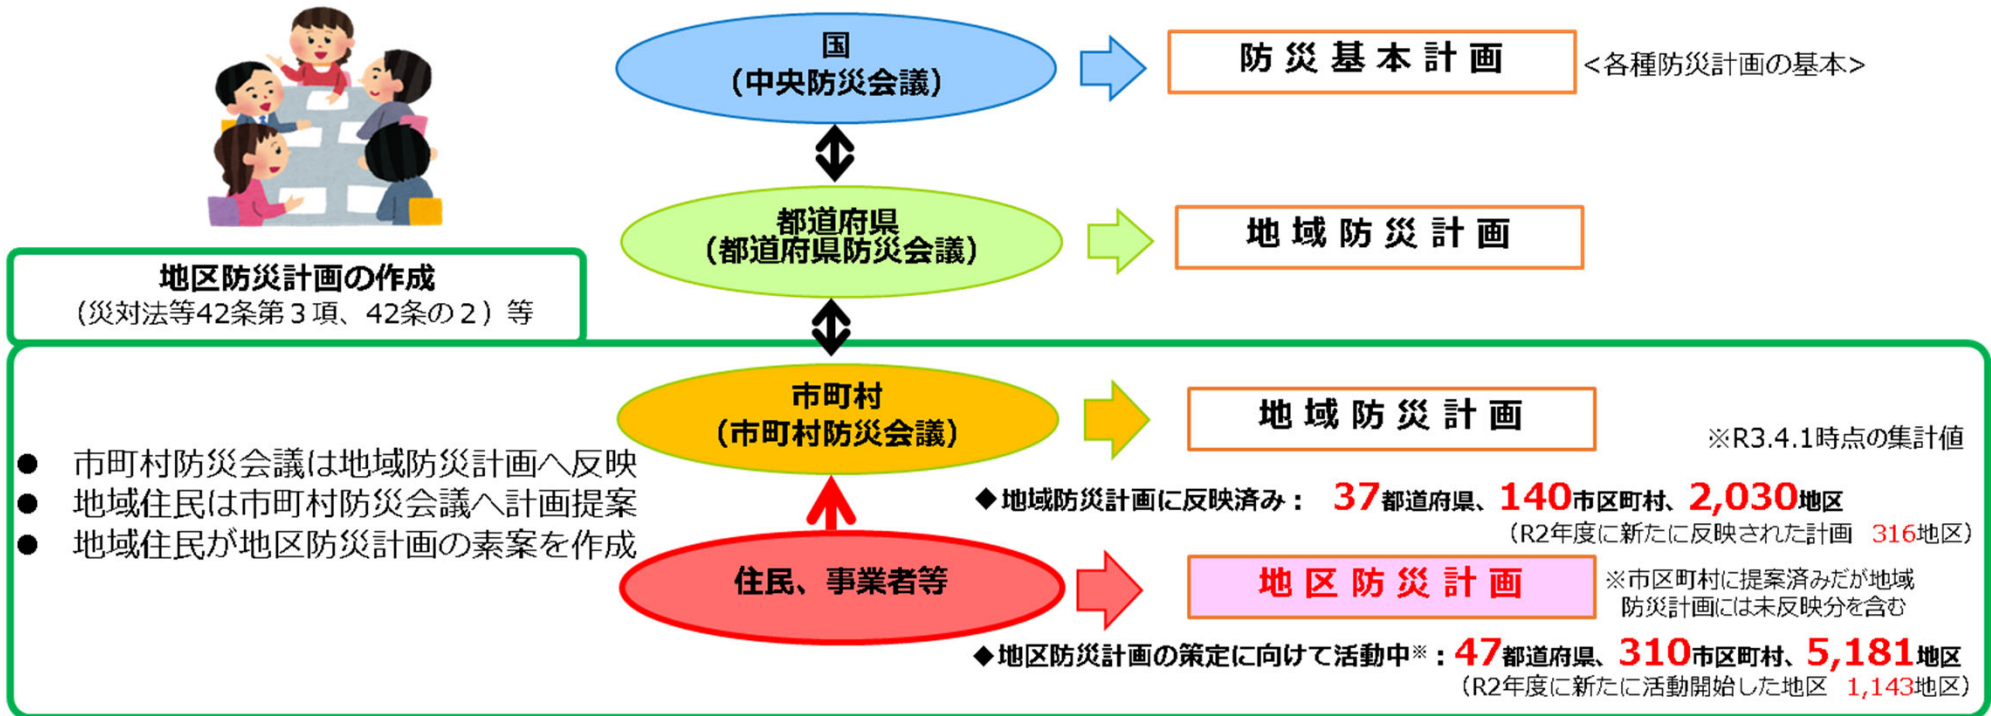 国
(中央防災会議)
防災基本計画
<各種防災計画の基本>
都道府県
(都道府県防災会議)
地域防災計画
地区防災計画の作成
(災対法等42条第３項、42条の２）等
市町村
(市町村防災会議)
地域防災計画
※R3.4.1時点の集計値
● 市町村防災会議は地域防災計画へ反映
● 地域住民は市町村防災会議へ計画提案
● 地域住民が地区防災計画の素案を作成
◆地域防災計画に反映済み： 37都道府県、140市区町村、2,030地区
（R2年度に新たに反映された計画 316地区）
住民、事業者等
地区防災計画
※市区町村に提案済みだが地域
防災計画には未反映分を含む
◆地区防災計画の策定に向けて活動中※：47都道府県、310市区町村、5,181地区
（R2年度に新たに活動開始した地区 1,143地区）